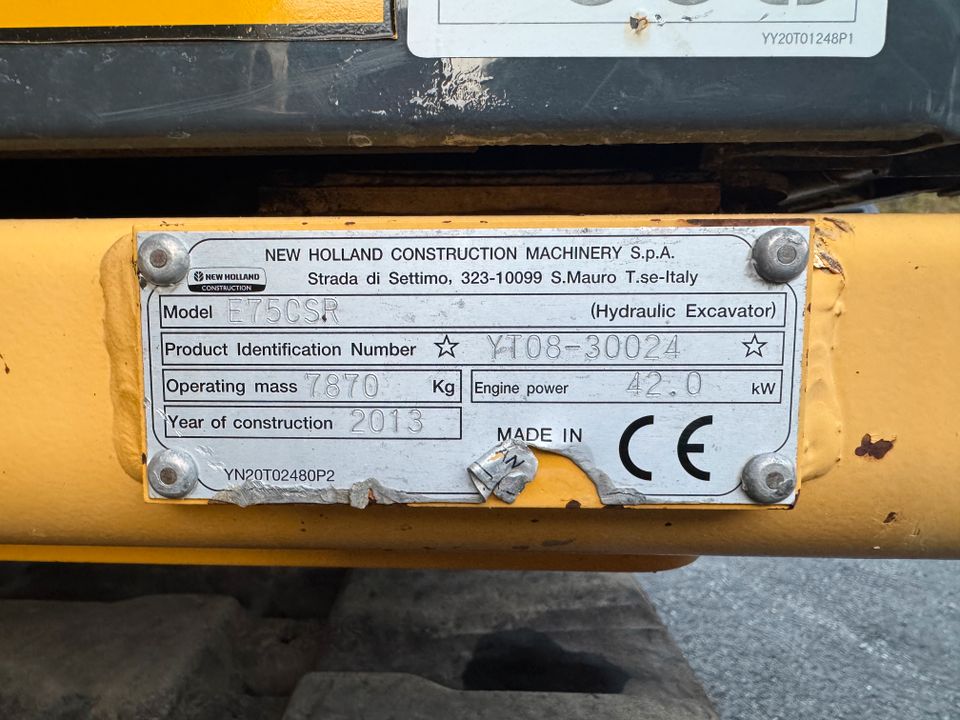 YY20T01248P1
NEW HOLLAND CONSTRUCTION MACHINERY S.p.A.
Strada di Settimo, 323-10099 S.Mauro T.se-Italy
NEW HOLLAND
CONSTRUCTION
Model E75CSR (Hydraulic Excavator)
Product Identification Number ☆ YT08-30024 ☆
Operating mass 7870 Kg Engine power 42.0 kW
Year of construction 2013
MADE IN
AN
CE
YN20T02480P2